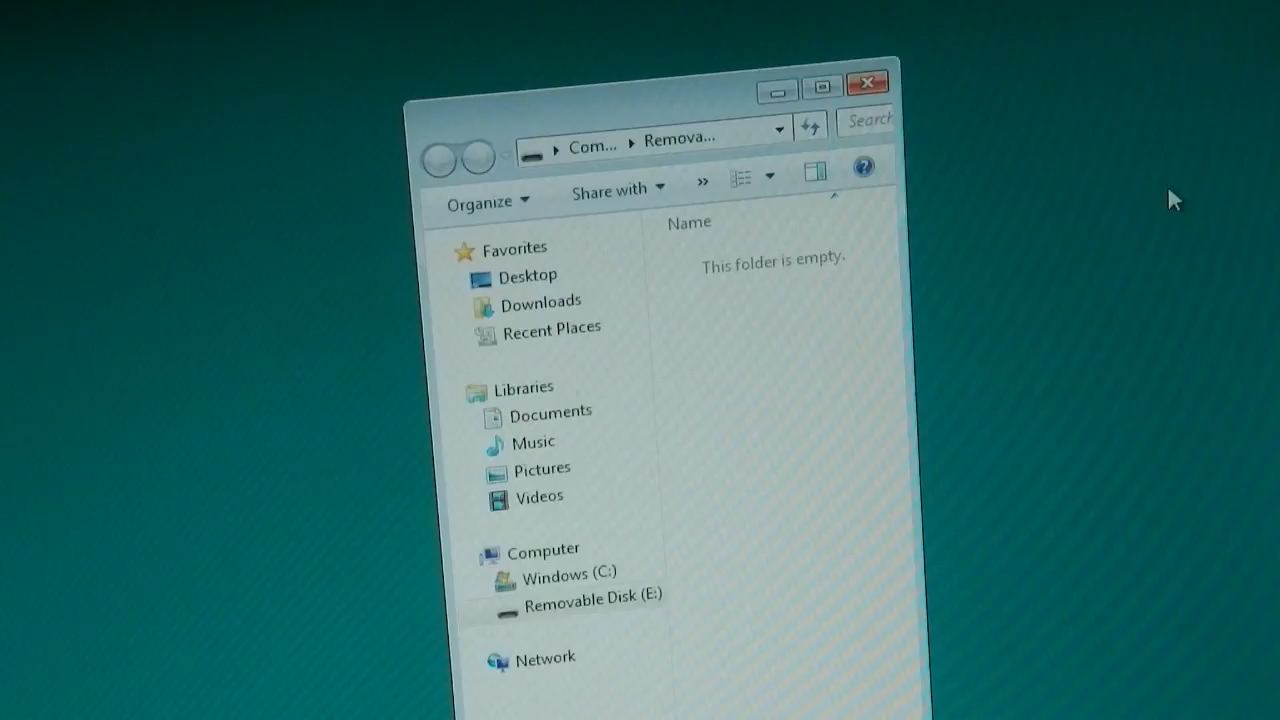 Com... Remova...
Search
Organize Share with »
Name
This folder is empty.
Favorites
Desktop
Downloads
Recent Places
Libraries
Documents
Music
Pictures
Videos
Computer
Windows (C:)
Removable Disk (E:)
Network